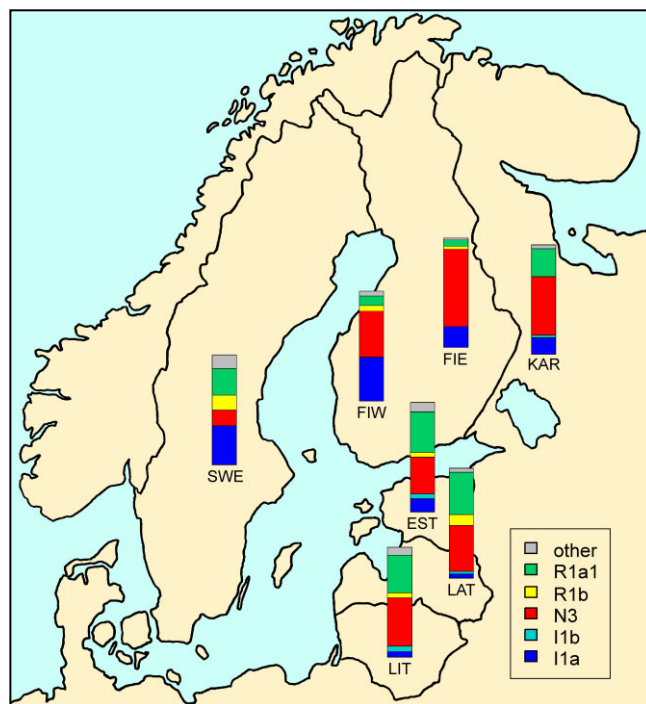 FIE
KAR
FIW
SWE
EST
LAT
LIT
other
R1a1
R1b
N3
I1b
I1a